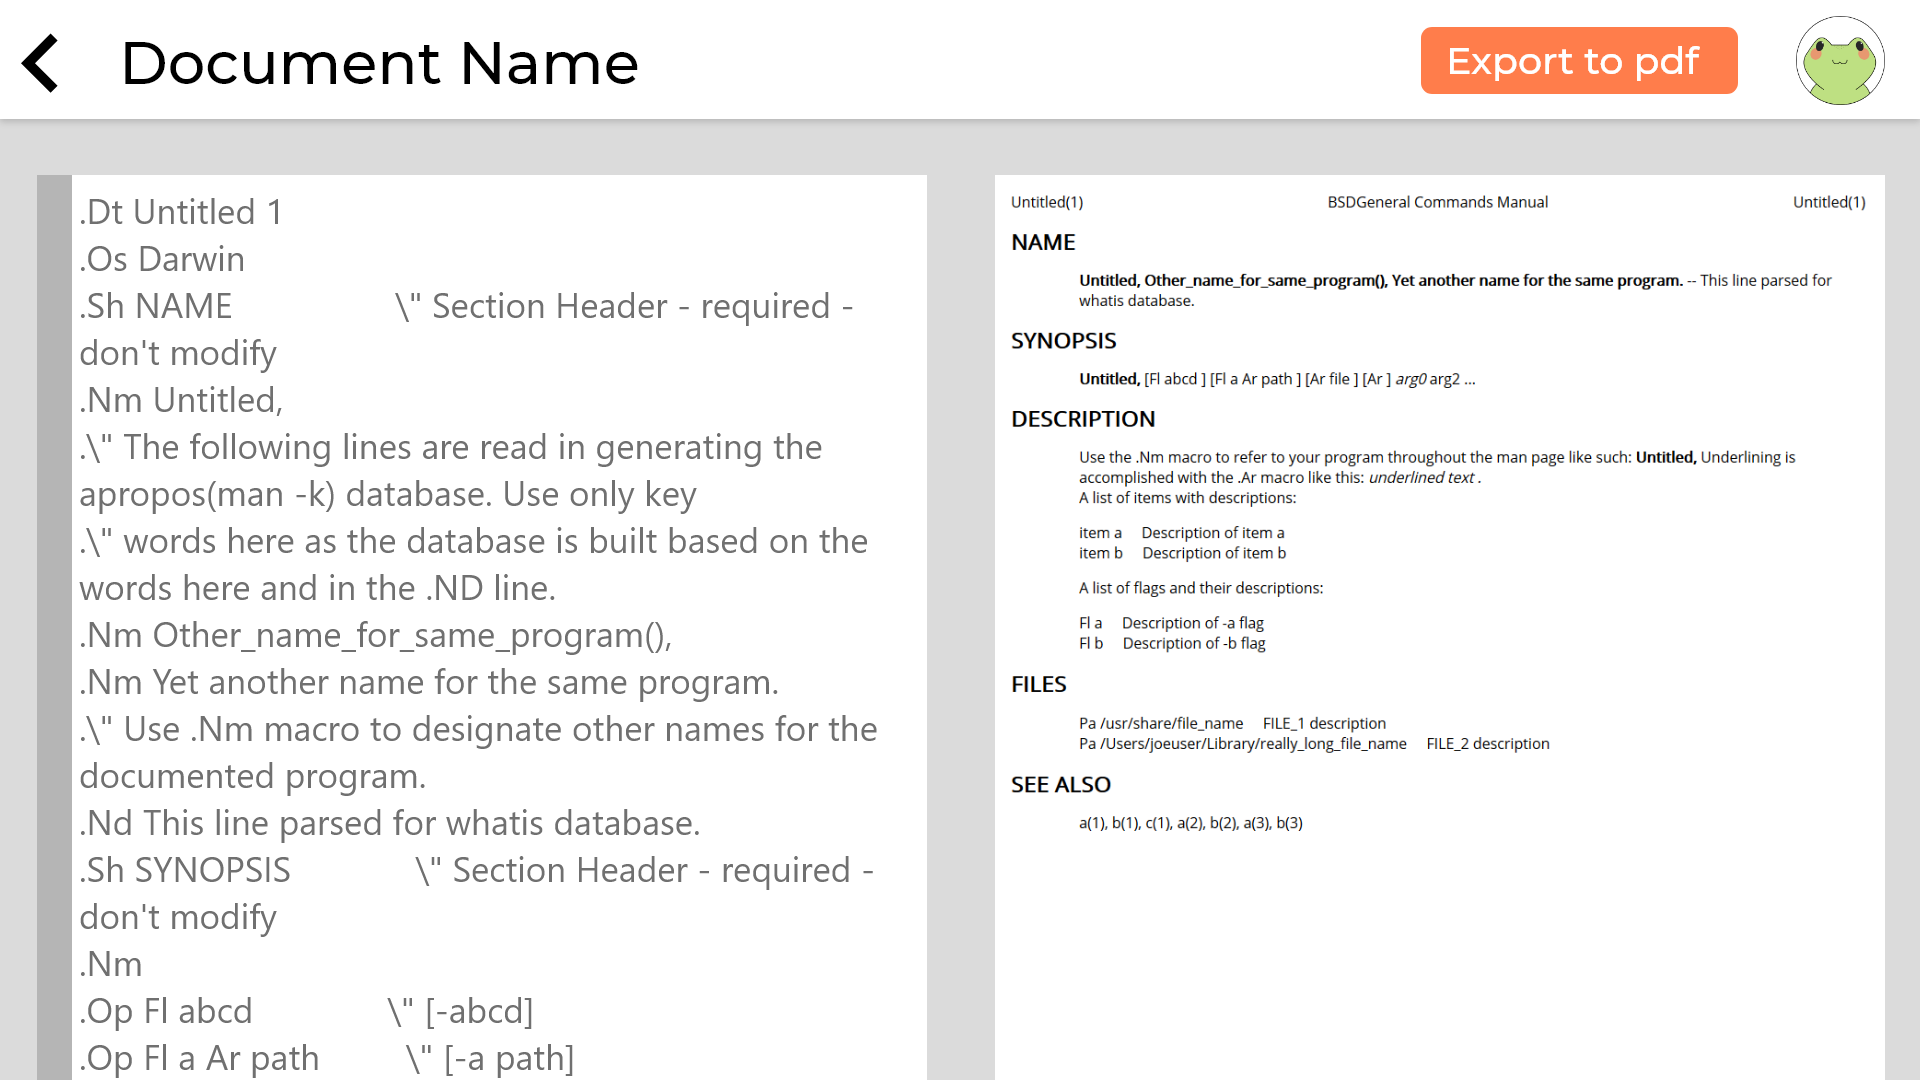 Document Name
Export to pdf
.Dt Untitled 1
.Os Darwin
.Sh NAME \" Section Header - required -
don't modify
.Nm Untitled,
.\" The following lines are read in generating the
apropos(man -k) database. Use only key
.\" words here as the database is built based on the
words here and in the .ND line.
.Nm Other_name_for_same_program(),
.Nm Yet another name for the same program.
.\" Use .Nm macro to designate other names for the
documented program.
.Nd This line parsed for whatis database.
.Sh SYNOPSIS \" Section Header - required -
don't modify
.Nm
.Op Fl abcd \" [-abcd]
.Op Fl a Ar path \" [-a path]
Untitled(1) BSDGeneral Commands Manual Untitled(1)
NAME
Untitled, Other_name_for_same_program(), Yet another name for the same program. -- This line parsed for
whatis database.
SYNOPSIS
Untitled, [Fl abcd ] [Fl a Ar path ] [Ar file ] [Ar ] arg0 arg2 ...
DESCRIPTION
Use the .Nm macro to refer to your program throughout the man page like such: Untitled, Underlining is
accomplished with the .Ar macro like this: underlined text .
A list of items with descriptions:
item a Description of item a
item b Description of item b
A list of flags and their descriptions:
Fl a Description of -a flag
Fl b Description of -b flag
FILES
Pa /usr/share/file_name FILE_1 description
Pa /Users/joeuser/Library/really_long_file_name FILE_2 description
SEE ALSO
a(1), b(1), c(1), a(2), b(2), a(3), b(3)